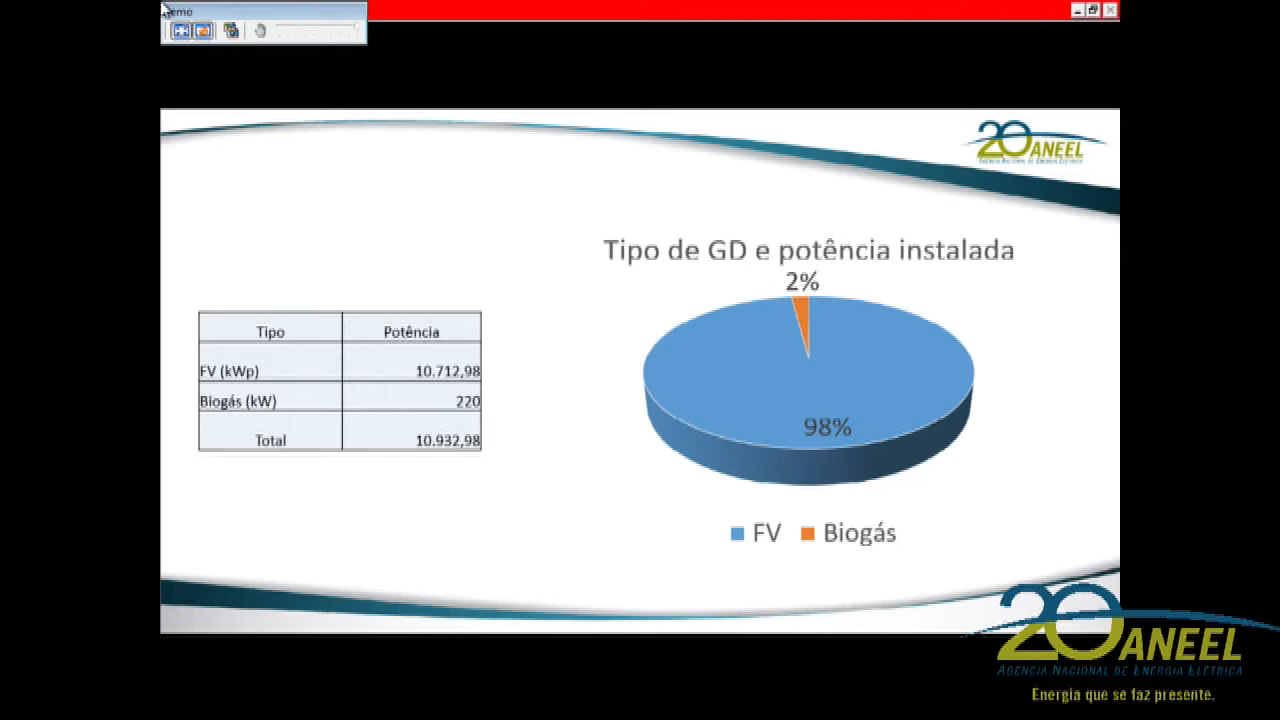 20 ANEEL
AGÊNCIA NACIONAL DE ENERGIA ELÉTRICA
Tipo de GD e potência instalada
2%
98%
FV Biogás
Tipo Potência
FV (kWp) 10.712,98
Biogás (kW) 220
Total 10.932,98
20 ANEEL
AGÊNCIA NACIONAL DE ENERGIA ELÉTRICA
Energia que se faz presente.